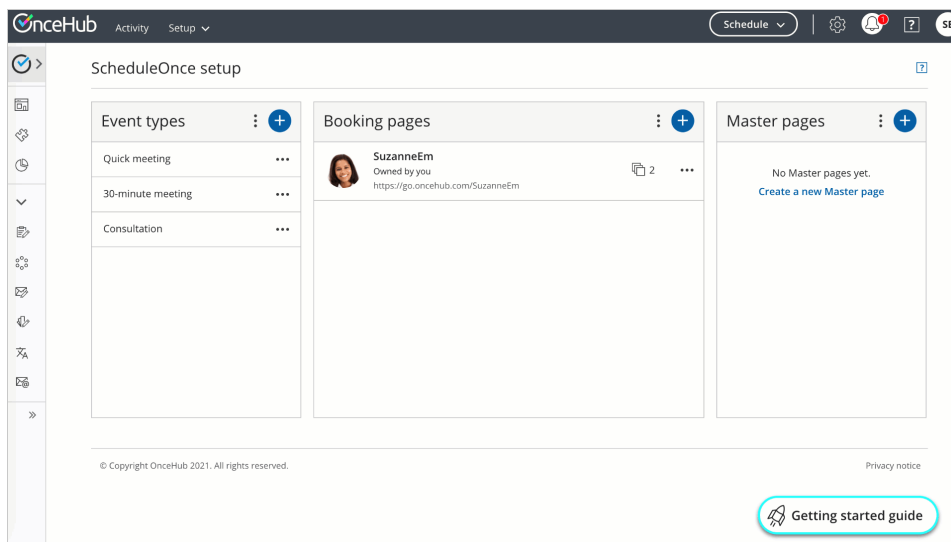 OnceHub
Activity
Setup
Schedule
1
?
SE
ScheduleOnce setup
?
Event types
Quick meeting
30-minute meeting
Consultation
Booking pages
SuzanneEm
Owned by you
https://go.oncehub.com/SuzanneEm
2
Master pages
No Master pages yet.
Create a new Master page
© Copyright OnceHub 2021. All rights reserved.
Privacy notice
Getting started guide